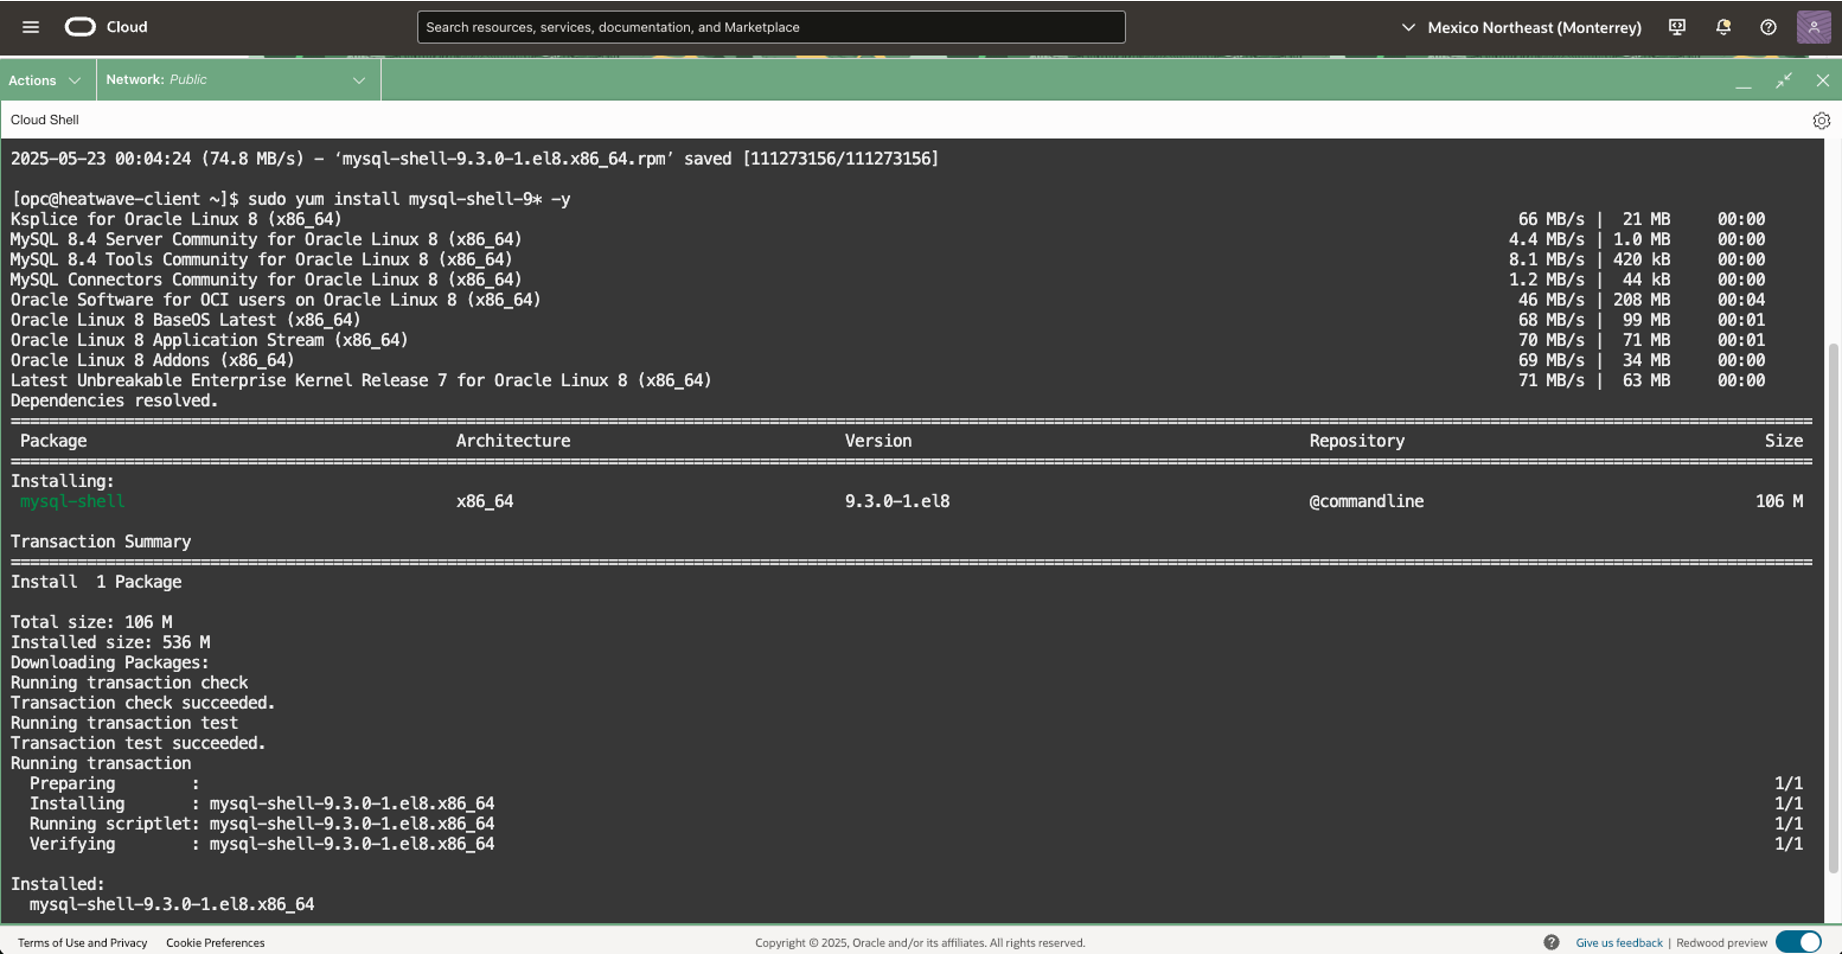 Cloud
Search resources, services, documentation, and Marketplace
Mexico Northeast (Monterrey)
Actions
Network: Public
Cloud Shell
2025-05-23 00:04:24 (74.8 MB/s) - ‘mysql-shell-9.3.0-1.el8.x86_64.rpm’ saved [111273156/111273156]
[opc@heatwave-client ~]$ sudo yum install mysql-shell-9* -y
Ksplice for Oracle Linux 8 (x86_64) 66 MB/s | 21 MB 00:00
MySQL 8.4 Server Community for Oracle Linux 8 (x86_64) 4.4 MB/s | 1.0 MB 00:00
MySQL 8.4 Tools Community for Oracle Linux 8 (x86_64) 8.1 MB/s | 420 kB 00:00
MySQL Connectors Community for Oracle Linux 8 (x86_64) 1.2 MB/s | 44 kB 00:00
Oracle Software for OCI users on Oracle Linux 8 (x86_64) 46 MB/s | 208 MB 00:04
Oracle Linux 8 BaseOS Latest (x86_64) 68 MB/s | 99 MB 00:01
Oracle Linux 8 Application Stream (x86_64) 70 MB/s | 71 MB 00:01
Oracle Linux 8 Addons (x86_64) 69 MB/s | 34 MB 00:00
Latest Unbreakable Enterprise Kernel Release 7 for Oracle Linux 8 (x86_64) 71 MB/s | 63 MB 00:00
Dependencies resolved.
Package Architecture Version Repository Size
Installing:
mysql-shell x86_64 9.3.0-1.el8 @commandline 106 M
Transaction Summary
Install 1 Package
Total size: 106 M
Installed size: 536 M
Downloading Packages:
Running transaction check
Transaction check succeeded.
Running transaction test
Transaction test succeeded.
Running transaction
Preparing : 1/1
Installing : mysql-shell-9.3.0-1.el8.x86_64 1/1
Running scriptlet: mysql-shell-9.3.0-1.el8.x86_64 1/1
Verifying : mysql-shell-9.3.0-1.el8.x86_64 1/1
Installed:
mysql-shell-9.3.0-1.el8.x86_64
Terms of Use and Privacy Cookie Preferences Copyright © 2025, Oracle and/or its affiliates. All rights reserved. Give us feedback | Redwood preview